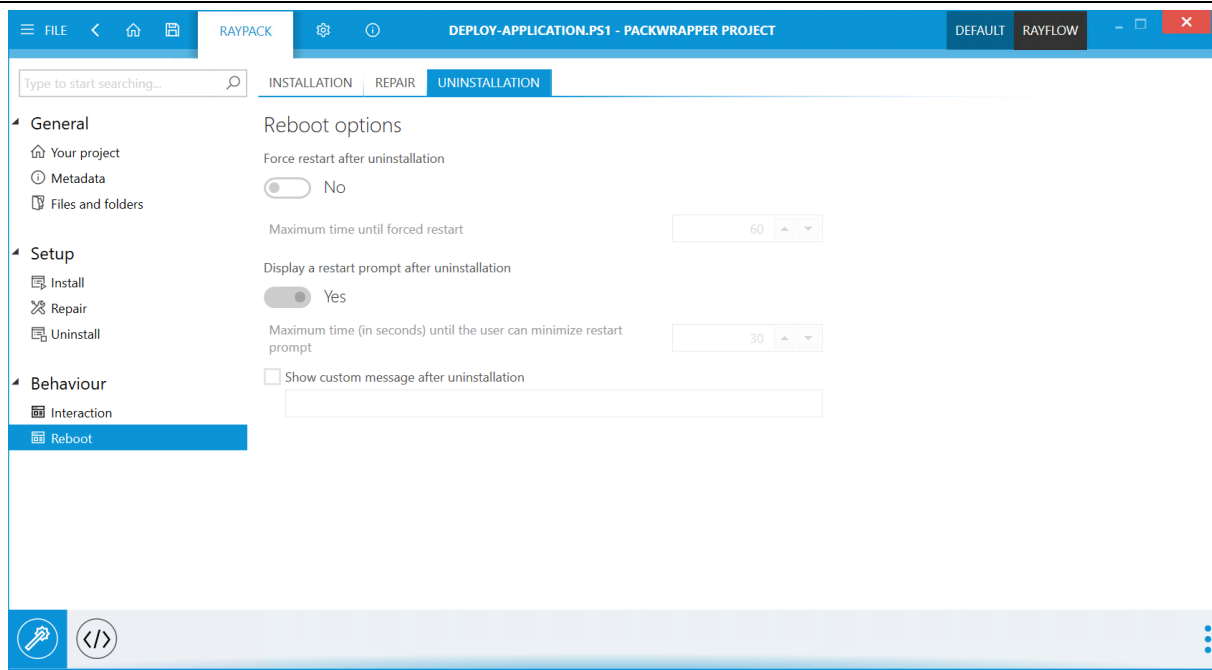 FILE
RAYPACK
DEPLOY-APPLICATION.PS1 - PACKWRAPPER PROJECT
DEFAULT
RAYFLOW
Type to start searching...
INSTALLATION
REPAIR
UNINSTALLATION
General
Your project
Metadata
Files and folders
Setup
Install
Repair
Uninstall
Behaviour
Interaction
Reboot
Reboot options
Force restart after uninstallation
No
Maximum time until forced restart
60
Display a restart prompt after uninstallation
Yes
Maximum time (in seconds) until the user can minimize restart
prompt
30
Show custom message after uninstallation